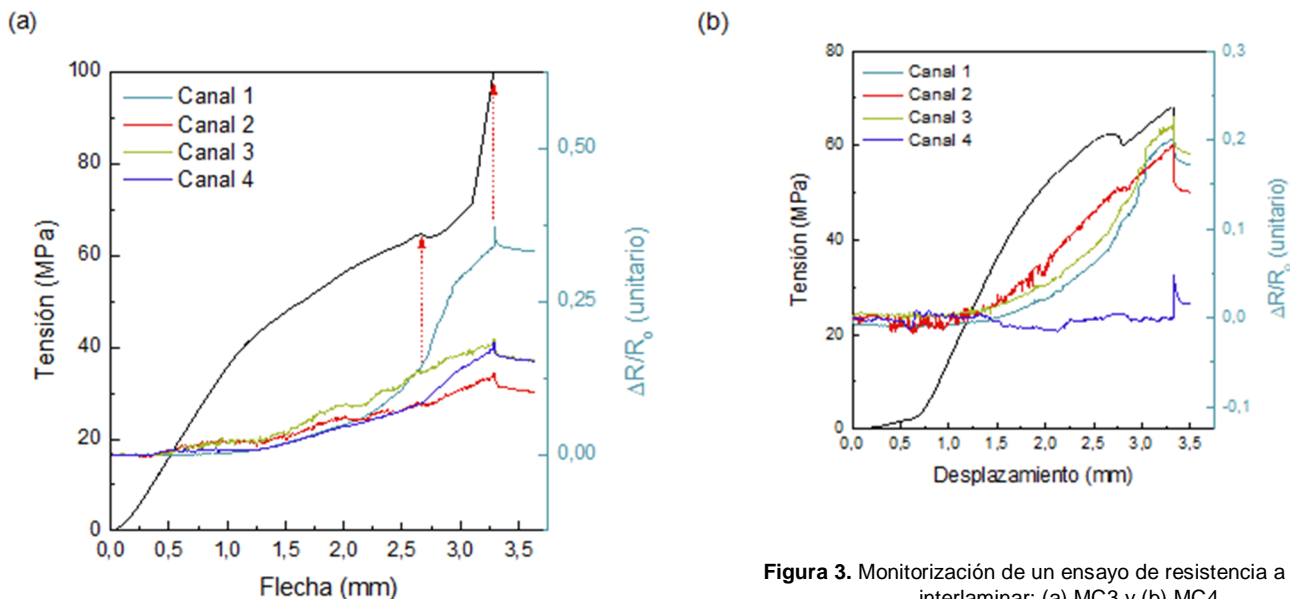 (a)
100
80
60
40
20
0
Tensión (MPa)
Canal 1
Canal 2
Canal 3
Canal 4
0,50
0,25
0,00
ΔR/R₀ (unitario)
0,0 0,5 1,0 1,5 2,0 2,5 3,0 3,5
Flecha (mm)
(b)
80
60
40
20
0
Tensión (MPa)
Canal 1
Canal 2
Canal 3
Canal 4
0,3
0,2
0,1
0,0
-0,1
ΔR/R₀ (unitario)
0,0 0,5 1,0 1,5 2,0 2,5 3,0 3,5
Desplazamiento (mm)
Figura 3. Monitorización de un ensayo de resistencia a
interlaminar: (a) MC3 y (b) MC4